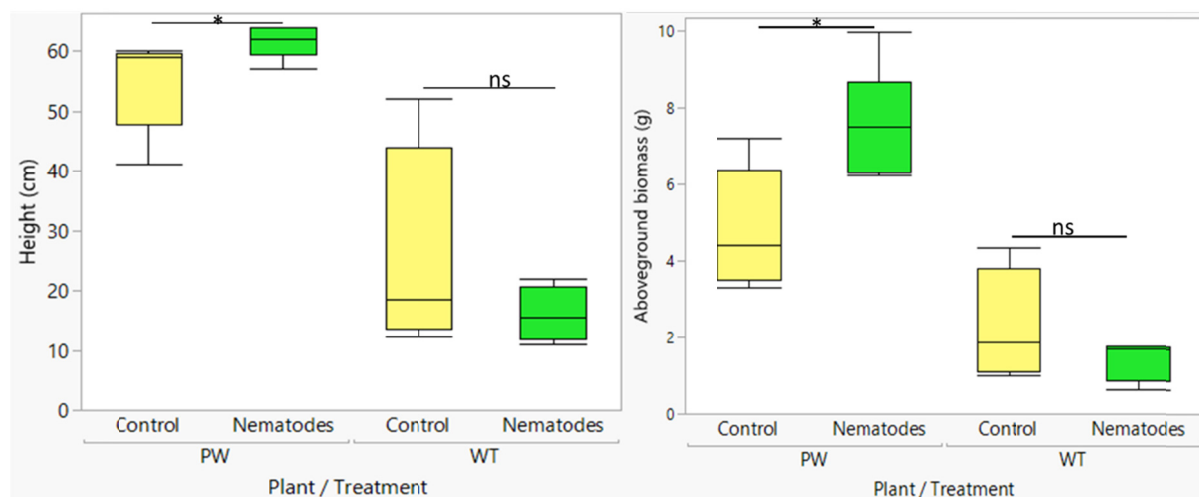 *
ns
60
50
40
30
20
10
0
Height (cm)
Control Nematodes Control Nematodes
PW WT
Plant / Treatment
*
ns
10
8
6
4
2
0
Aboveground biomass (g)
Control Nematodes Control Nematodes
PW WT
Plant / Treatment